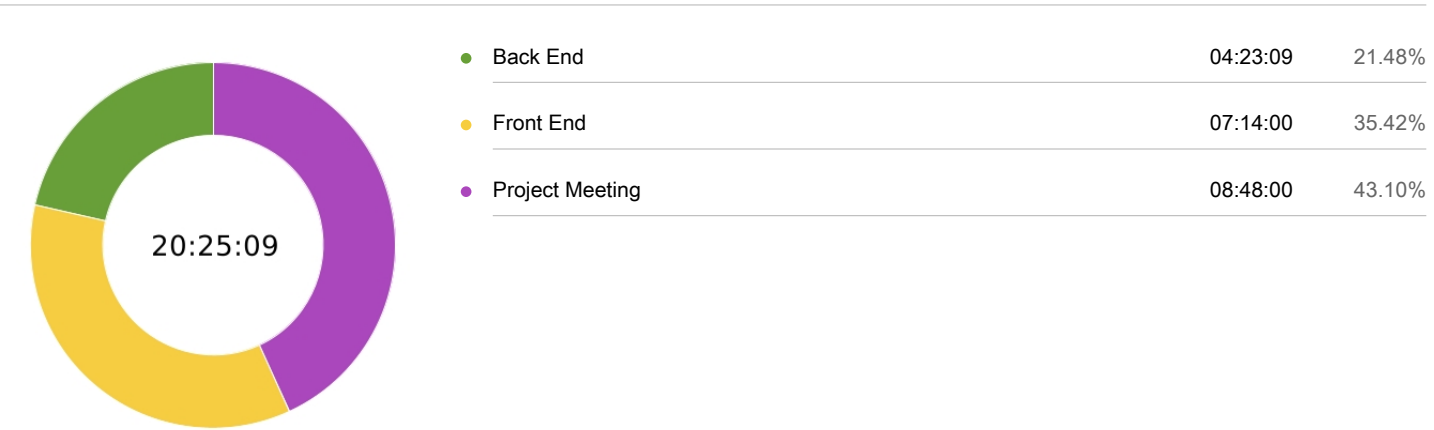 Back End 04:23:09 21.48%
Front End 07:14:00 35.42%
Project Meeting 08:48:00 43.10%
20:25:09